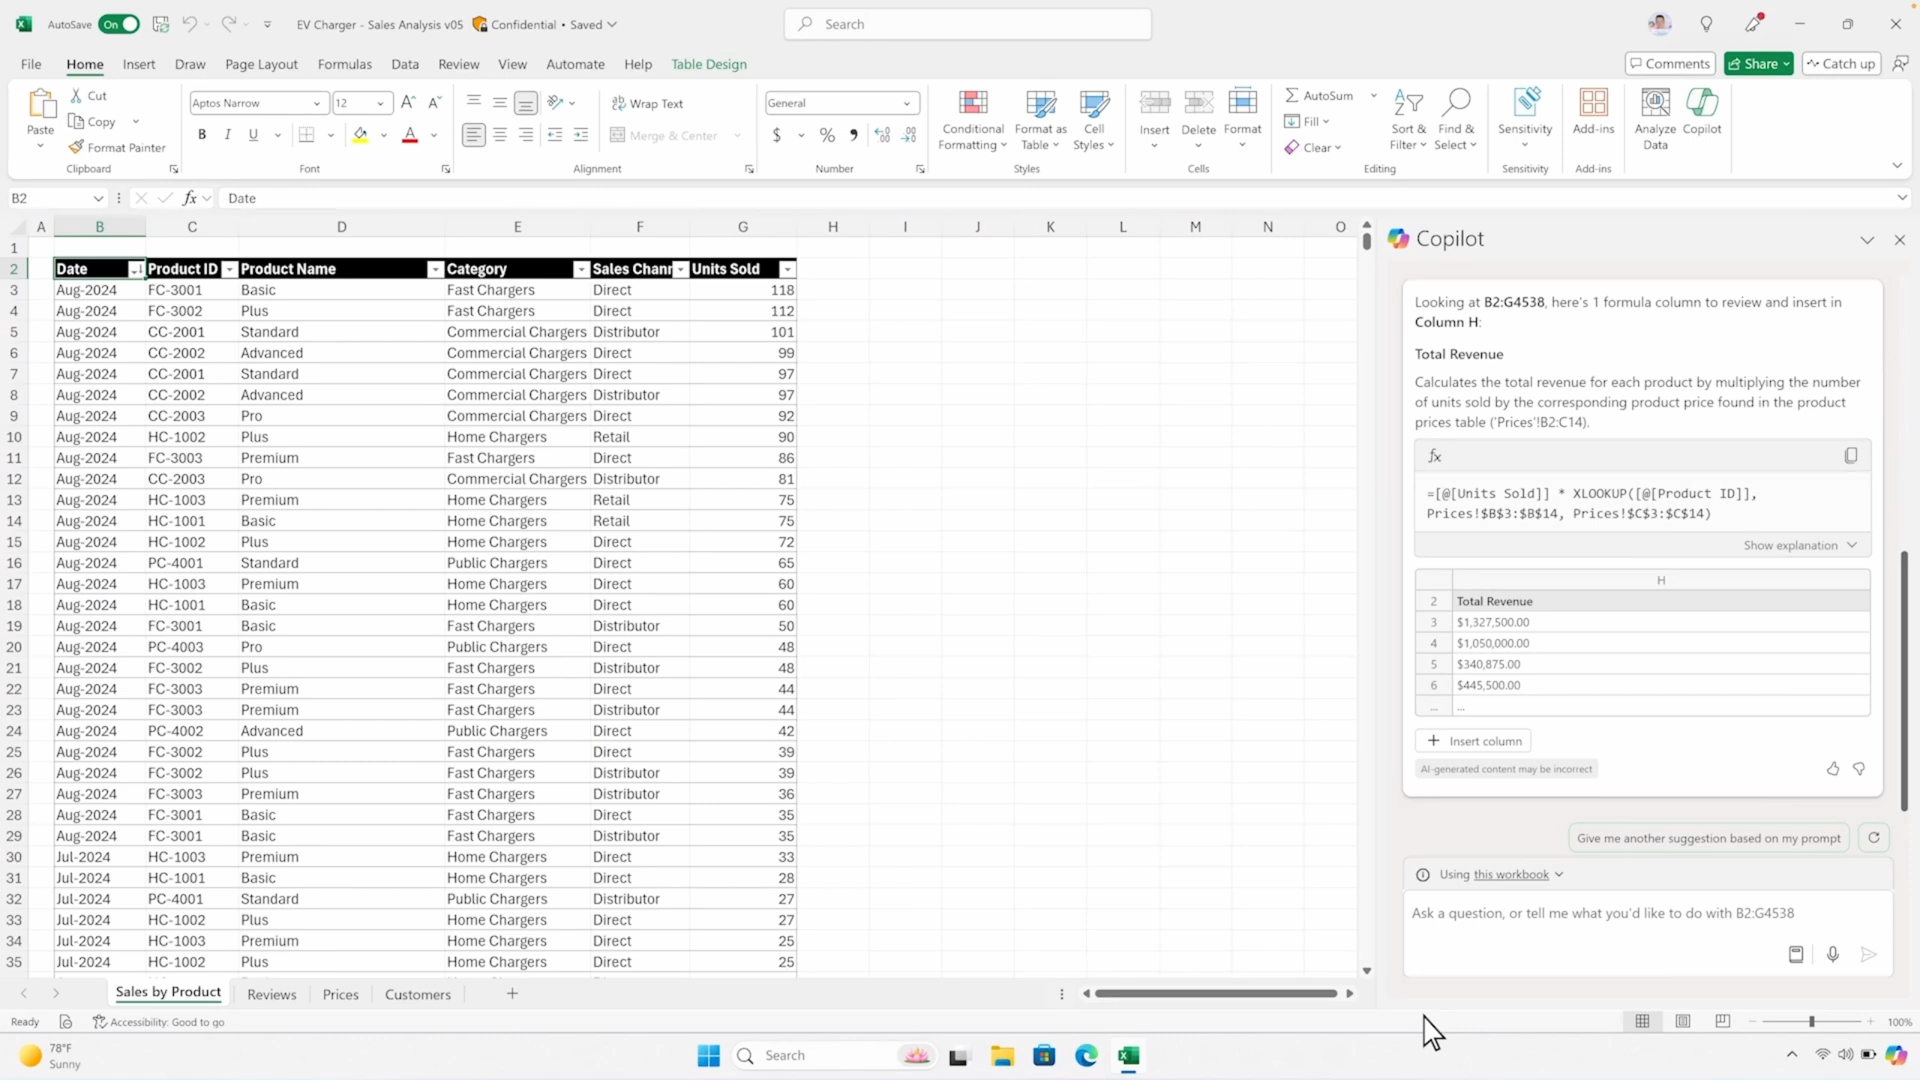 AutoSave On EV Charger - Sales Analysis v05 Confidential • Saved Search
File Home Insert Draw Page Layout Formulas Data Review View Automate Help Table Design Comments Share Catch up
Paste
Cut
Copy
Format Painter
Clipboard
Aptos Narrow 12
B I U
Font
Wrap Text
Merge & Center
Alignment
General
$ % 9
Number
Conditional Formatting
Format as Table
Cell Styles
Styles
Insert
Delete
Format
Cells
AutoSum
Fill
Clear
Sort & Filter
Find & Select
Editing
Sensitivity
Sensitivity
Add-ins
Add-ins
Analyze Data
Copilot
B2 fx Date
A B C D E F G H I J K L M N O
1
2 Date Product ID Product Name Category Sales Chann Units Sold
3 Aug-2024 FC-3001 Basic Fast Chargers Direct 118
4 Aug-2024 FC-3002 Plus Fast Chargers Direct 112
5 Aug-2024 CC-2001 Standard Commercial Chargers Distributor 101
6 Aug-2024 CC-2002 Advanced Commercial Chargers Direct 99
7 Aug-2024 CC-2001 Standard Commercial Chargers Direct 97
8 Aug-2024 CC-2002 Advanced Commercial Chargers Distributor 97
9 Aug-2024 CC-2003 Pro Commercial Chargers Direct 92
10 Aug-2024 HC-1002 Plus Home Chargers Retail 90
11 Aug-2024 FC-3003 Premium Fast Chargers Direct 86
12 Aug-2024 CC-2003 Pro Commercial Chargers Distributor 81
13 Aug-2024 HC-1003 Premium Home Chargers Retail 75
14 Aug-2024 HC-1001 Basic Home Chargers Retail 75
15 Aug-2024 HC-1002 Plus Home Chargers Direct 72
16 Aug-2024 PC-4001 Standard Public Chargers Direct 65
17 Aug-2024 HC-1003 Premium Home Chargers Direct 60
18 Aug-2024 HC-1001 Basic Home Chargers Direct 60
19 Aug-2024 FC-3001 Basic Fast Chargers Distributor 50
20 Aug-2024 PC-4003 Pro Public Chargers Direct 48
21 Aug-2024 FC-3002 Plus Fast Chargers Distributor 48
22 Aug-2024 FC-3003 Premium Fast Chargers Direct 44
23 Aug-2024 FC-3003 Premium Fast Chargers Distributor 44
24 Aug-2024 PC-4002 Advanced Public Chargers Direct 42
25 Aug-2024 FC-3002 Plus Fast Chargers Direct 39
26 Aug-2024 FC-3002 Plus Fast Chargers Distributor 39
27 Aug-2024 FC-3003 Premium Fast Chargers Distributor 36
28 Aug-2024 FC-3001 Basic Fast Chargers Direct 35
29 Aug-2024 FC-3001 Basic Fast Chargers Distributor 35
30 Jul-2024 HC-1003 Premium Home Chargers Direct 33
31 Jul-2024 HC-1001 Basic Home Chargers Direct 28
32 Jul-2024 PC-4001 Standard Public Chargers Distributor 27
33 Jul-2024 HC-1002 Plus Home Chargers Direct 27
34 Jul-2024 HC-1003 Premium Home Chargers Direct 25
35 Jul-2024 HC-1002 Plus Home Chargers Direct 25
Copilot
Looking at B2:G4538, here's 1 formula column to review and insert in
Column H:
Total Revenue
Calculates the total revenue for each product by multiplying the number
of units sold by the corresponding product price found in the product
prices table ('Prices'!B2:C14).
fx
=[@[Units Sold]] * XLOOKUP([@[Product ID]],
Prices!$B$3:$B$14, Prices!$C$3:$C$14)
Show explanation
H
2 Total Revenue
3 $1,327,500.00
4 $1,050,000.00
5 $340,875.00
6 $445,500.00
... ...
+ Insert column
AI-generated content may be incorrect
Give me another suggestion based on my prompt
Using this workbook
Ask a question, or tell me what you'd like to do with B2:G4538
Sales by Product Reviews Prices Customers +
Ready Accessibility: Good to go 100%
78°F
Sunny
Search